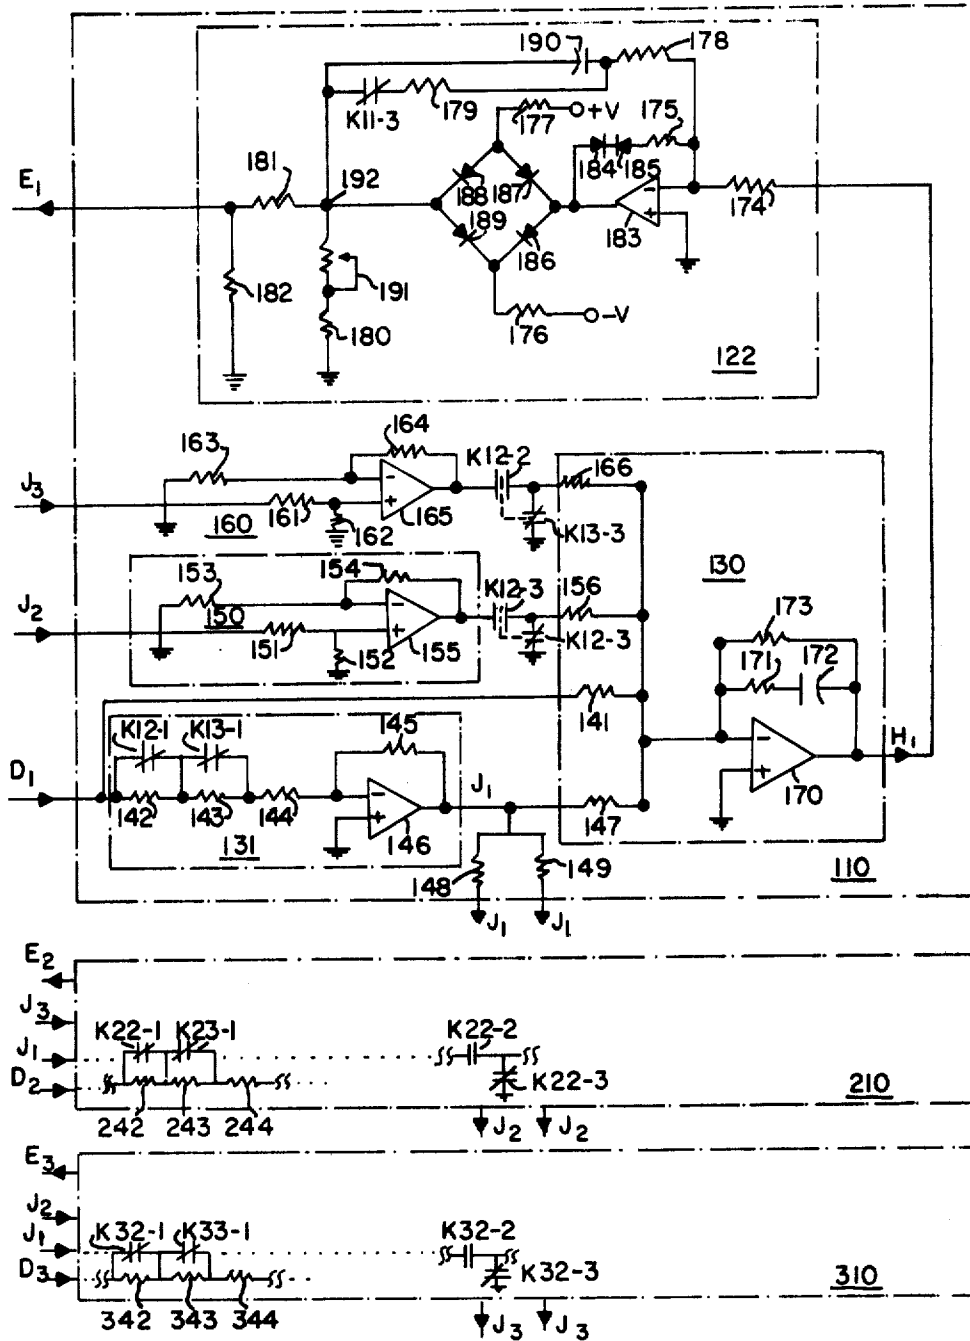 190
178
K11-3
179
177
+V
175
184
185
181
192
E1
188
187
183
174
189
186
182
191
180
176
-V
122
163
164
K12-2
166
J3
161
160
162
165
K13-3
130
153
154
K12-3
156
J2
150
151
152
155
K12-3
173
171
172
141
K12-1
K13-1
145
D1
J1
H1
142
143
144
146
147
170
131
148
149
110
J1
J1
E2
J3
J1
D2
K22-1
K23-1
K22-2
K22-3
210
242
243
244
J2
J2
E3
J2
J1
D3
K32-1
K33-1
K32-2
K32-3
310
342
343
344
J3
J3